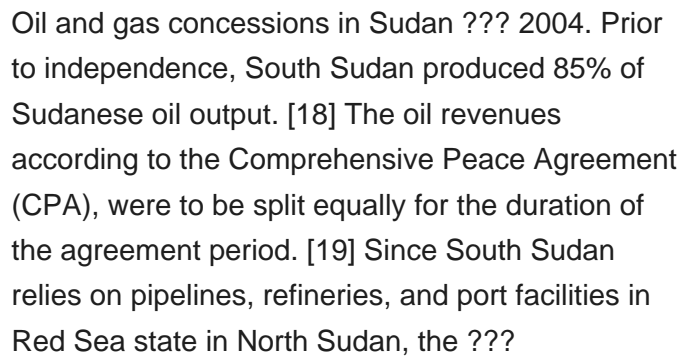 Oil and gas concessions in Sudan ??? 2004. Prior
to independence, South Sudan produced 85% of
Sudanese oil output. [18] The oil revenues
according to the Comprehensive Peace Agreement
(CPA), were to be split equally for the duration of
the agreement period. [19] Since South Sudan
relies on pipelines, refineries, and port facilities in
Red Sea state in North Sudan, the ???